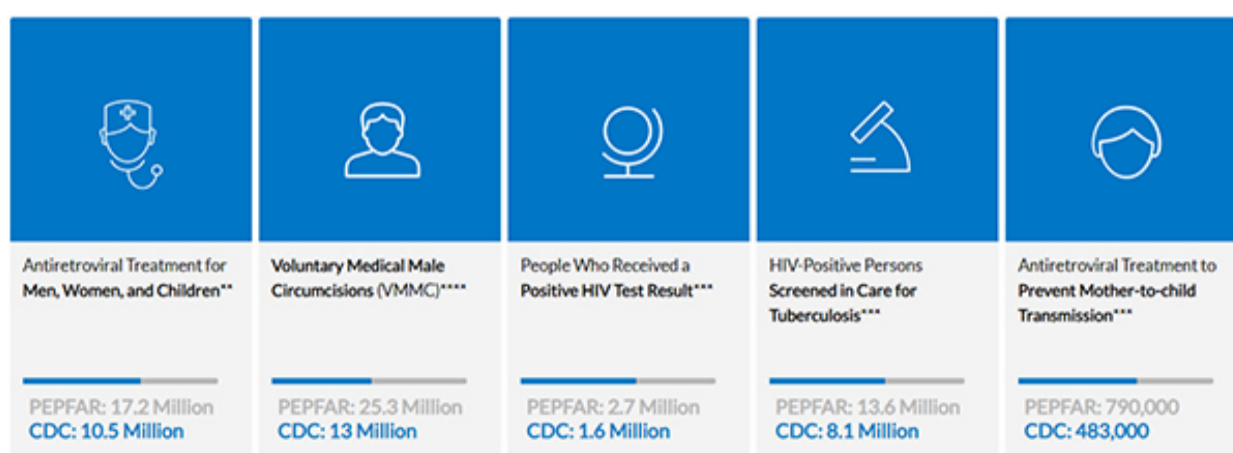 Antiretroviral Treatment for
Men, Women, and Children**
PEPFAR: 17.2 Million
CDC: 10.5 Million
Voluntary Medical Male
Circumcisions (VMMC)****
PEPFAR: 25.3 Million
CDC: 13 Million
People Who Received a
Positive HIV Test Result***
PEPFAR: 2.7 Million
CDC: 1.6 Million
HIV-Positive Persons
Screened in Care for
Tuberculosis***
PEPFAR: 13.6 Million
CDC: 8.1 Million
Antiretroviral Treatment to
Prevent Mother-to-child
Transmission***
PEPFAR: 790,000
CDC: 483,000